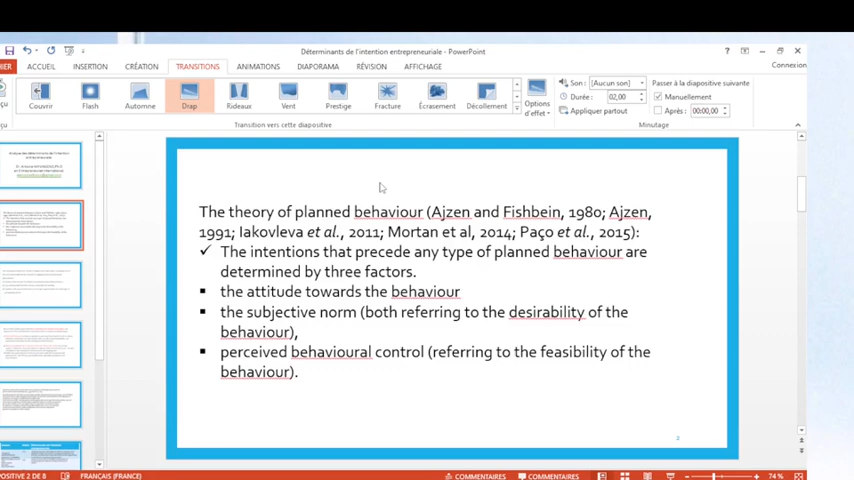 Déterminants de l'intention entrepreneuriale - PowerPoint
Connexion
ACCUEIL INSERTION CRÉATION TRANSITIONS ANIMATIONS DIAPORAMA RÉVISION AFFICHAGE
Couvrir Flash Automne Drap Rideaux Vent Prestige Fracture Écrasement Décollement
Options d'effet
Son : [Aucun son]
Durée : 02,00
Appliquer partout
Passer à la diapositive suivante
Manuellement
Après : 00:00,00
Transition vers cette diapositive
Minutage
The theory of planned behaviour (Ajzen and Fishbein, 1980; Ajzen,
1991; Iakovleva et al., 2011; Mortan et al, 2014; Paço et al., 2015):
✓ The intentions that precede any type of planned behaviour are
determined by three factors.
▪ the attitude towards the behaviour
▪ the subjective norm (both referring to the desirability of the
behaviour),
▪ perceived behavioural control (referring to the feasibility of the
behaviour).
2
2 DE 8 FRANÇAIS (FRANCE) COMMENTAIRES COMMENTAIRES 74 %